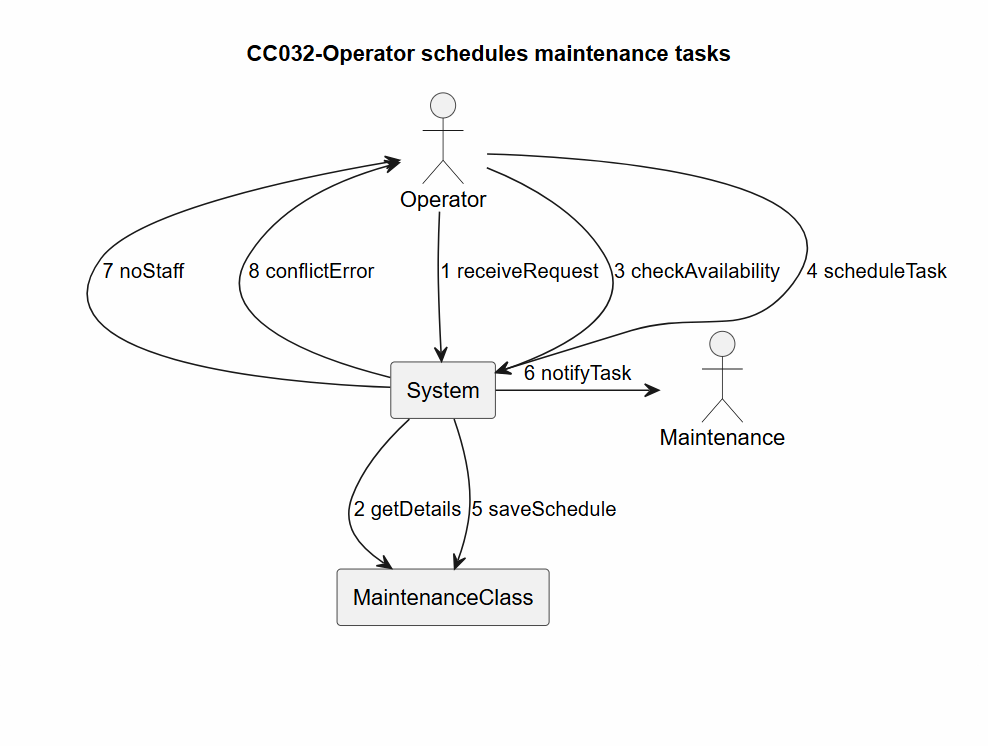 CC032-Operator schedules maintenance tasks
Operator
7 noStaff
8 conflictError
1 receiveRequest
3 checkAvailability
4 scheduleTask
6 notifyTask
System
Maintenance
2 getDetails
5 saveSchedule
MaintenanceClass